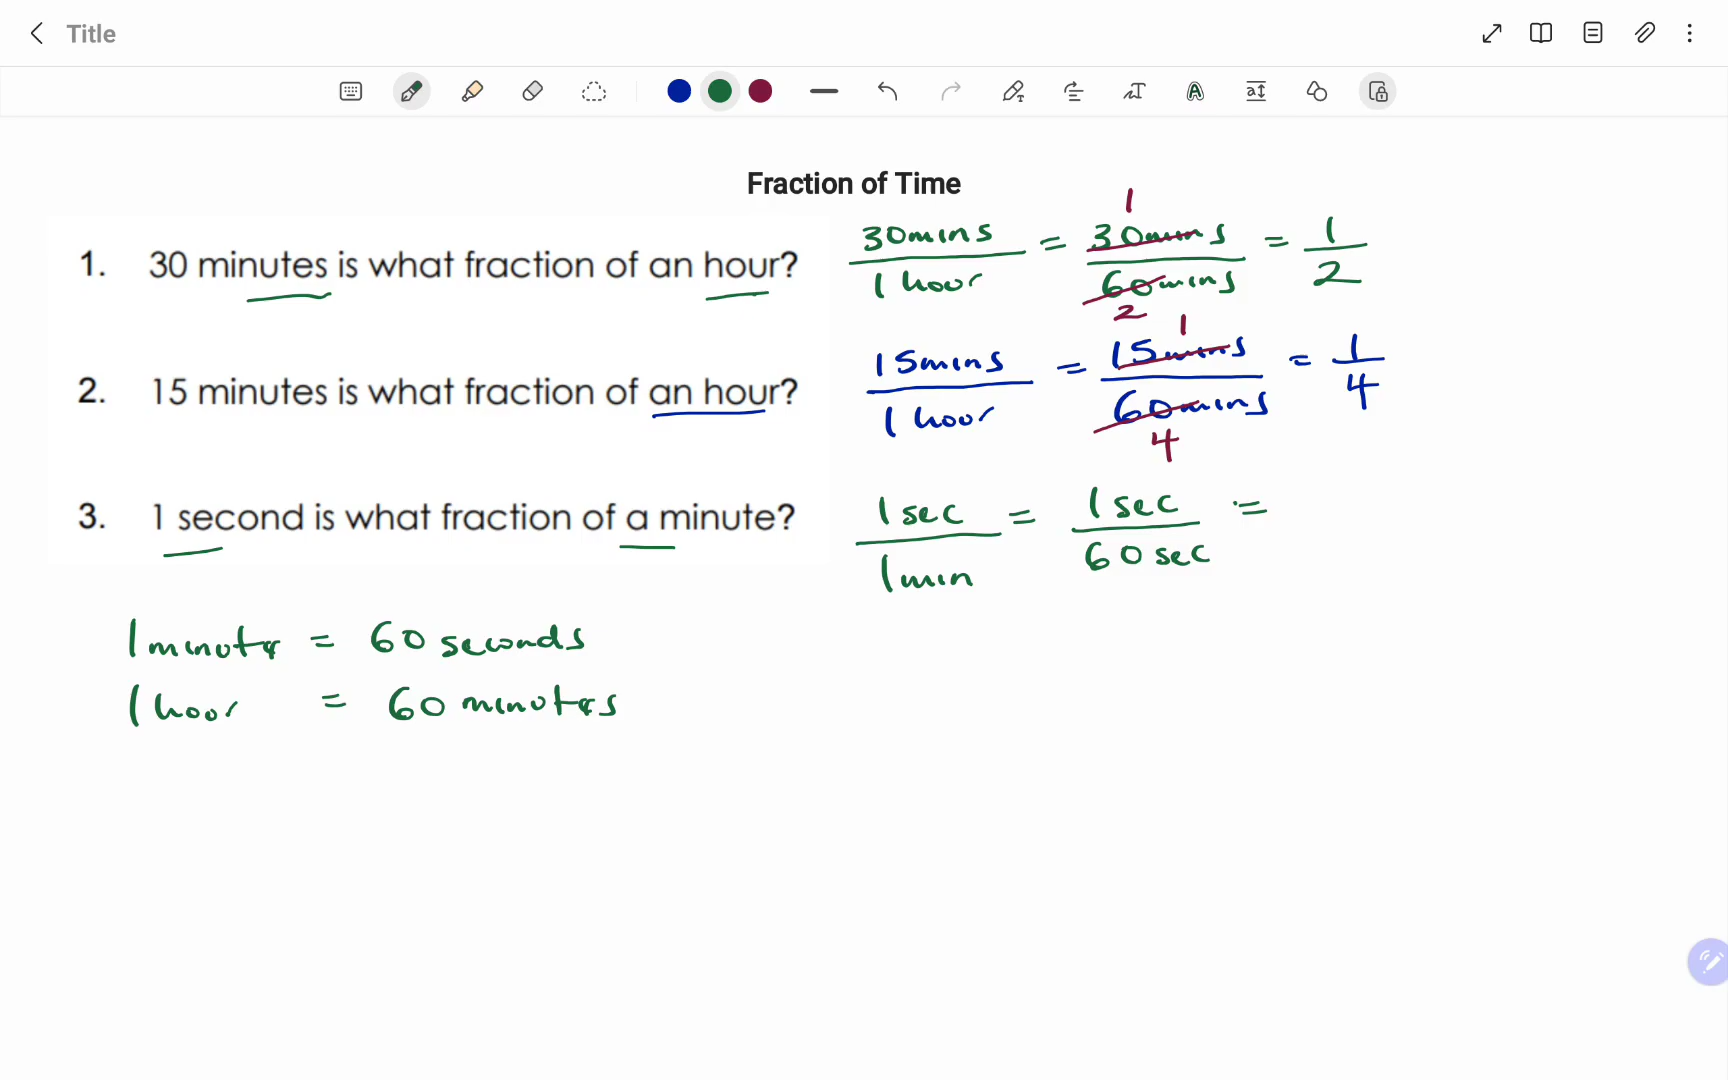 Title
Fraction of Time
1. 30 minutes is what fraction of an hour?
30mins / 1 hour = 30mins / 60mins = 1 / 2
1
2
2. 15 minutes is what fraction of an hour?
15mins / 1 hour = 15mins / 60mins = 1 / 4
1
4
3. 1 second is what fraction of a minute?
1 sec / 1 min = 1 sec / 60 sec =
1 minute = 60 seconds
1 hour = 60 minutes